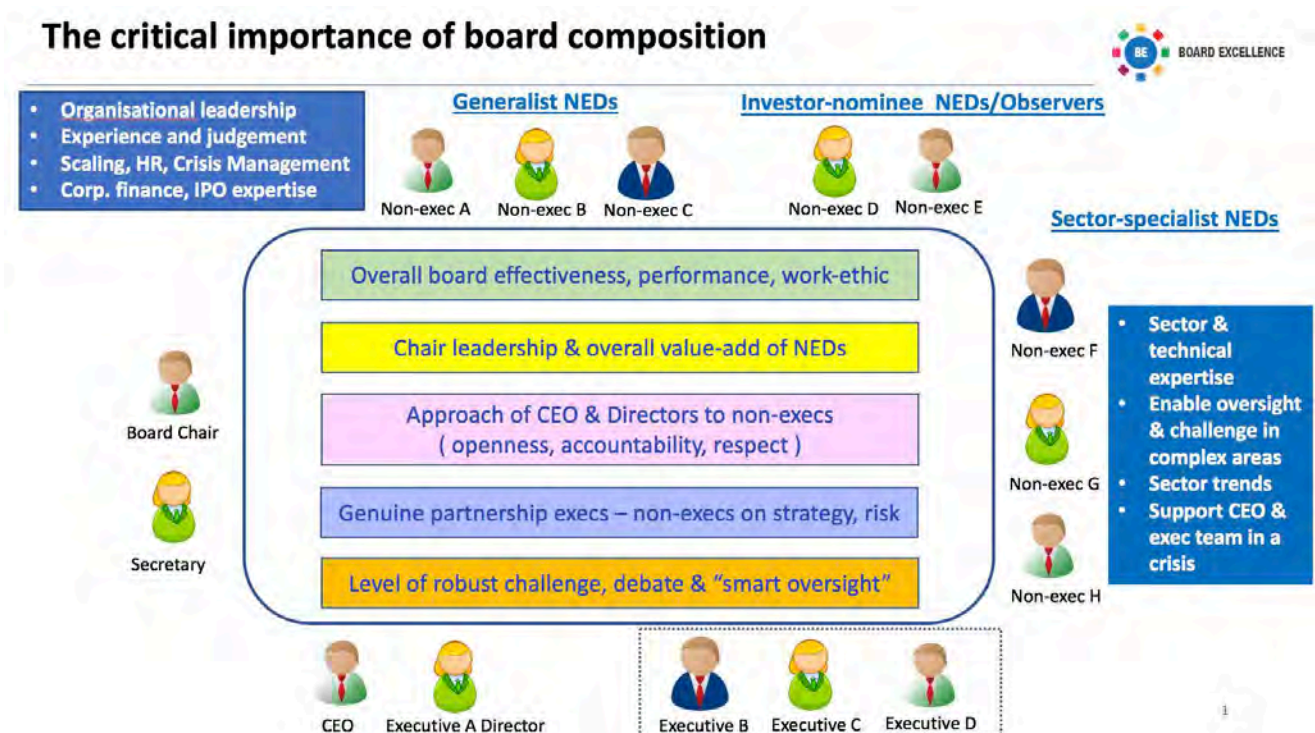 The critical importance of board composition
BE
BOARD EXCELLENCE
• Organisational leadership
• Experience and judgement
• Scaling, HR, Crisis Management
• Corp. finance, IPO expertise
Generalist NEDs
Investor-nominee NEDs/Observers
Non-exec A
Non-exec B
Non-exec C
Non-exec D
Non-exec E
Sector-specialist NEDs
Overall board effectiveness, performance, work-ethic
Chair leadership & overall value-add of NEDs
Approach of CEO & Directors to non-execs
( openness, accountability, respect )
Genuine partnership execs – non-execs on strategy, risk
Level of robust challenge, debate & “smart oversight”
Board Chair
Secretary
Non-exec F
Non-exec G
Non-exec H
• Sector &
technical
expertise
• Enable oversight
& challenge in
complex areas
• Sector trends
• Support CEO &
exec team in a
crisis
CEO
Executive A Director
Executive B
Executive C
Executive D